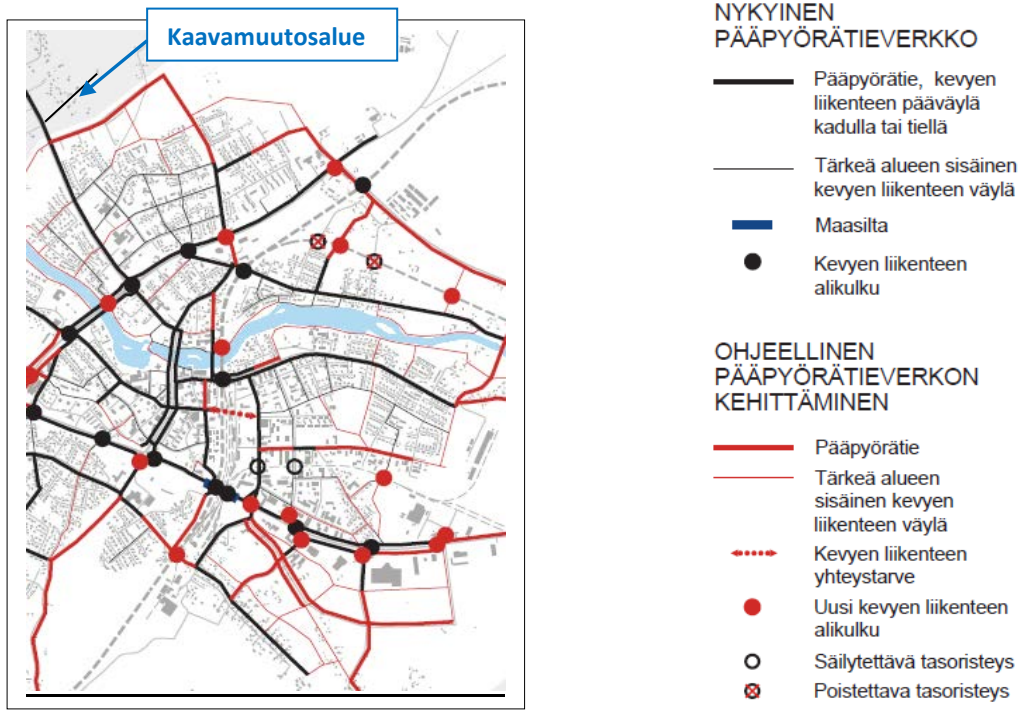 Kaavamuutosalue
NYKYINEN
PÄÄPYÖRÄTIEVERKKO
Pääpyörätie, kevyen
liikenteen pääväylä
kadulla tai tiellä
Tärkeä alueen sisäinen
kevyen liikenteen väylä
Maasilta
Kevyen liikenteen
alikulku
OHJEELLINEN
PÄÄPYÖRÄTIEVERKON
KEHITTÄMINEN
Pääpyörätie
Tärkeä alueen
sisäinen kevyen
liikenteen väylä
Kevyen liikenteen
yhteystarve
Uusi kevyen liikenteen
alikulku
Säilytettävä tasoristeys
Poistettava tasoristeys